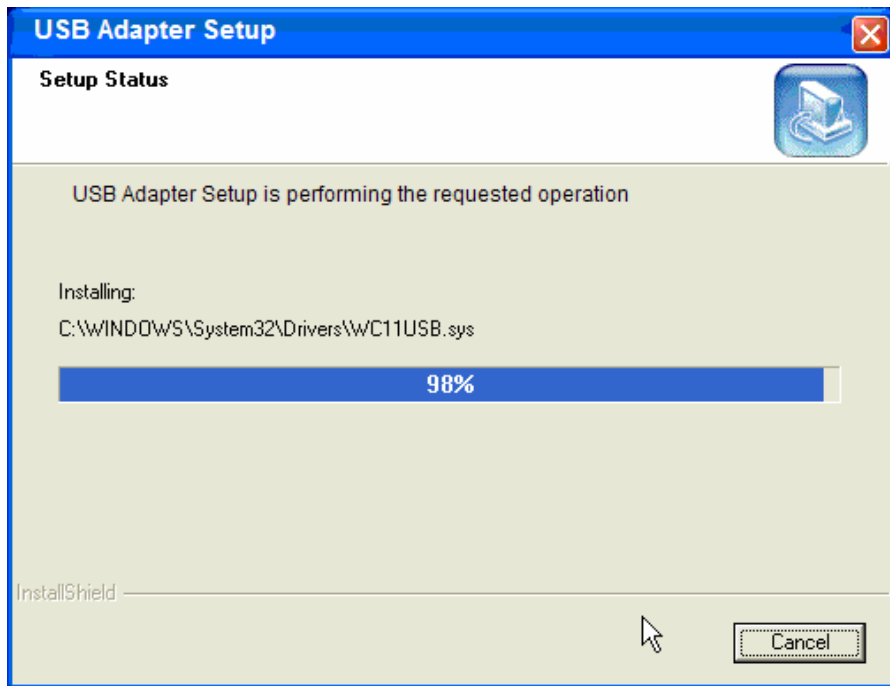 USB Adapter Setup
Setup Status
USB Adapter Setup is performing the requested operation
Installing:
C:\WINDOWS\System32\Drivers\WC11USB.sys
98%
InstallShield
Cancel